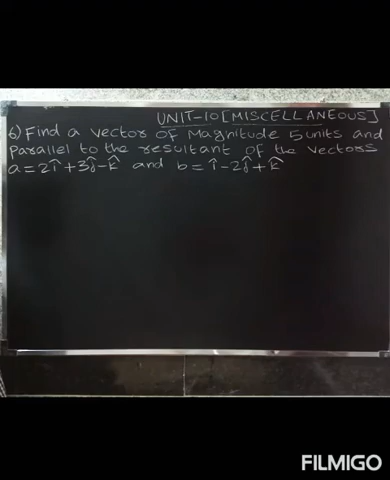 UNIT-10[MISCELLANEOUS]
6) Find a vector of Magnitude 5 units and
Parallel to the resultant of the vectors
a = 2î + 3ĵ - k̂ and b = î - 2ĵ + k̂
FILMIGO